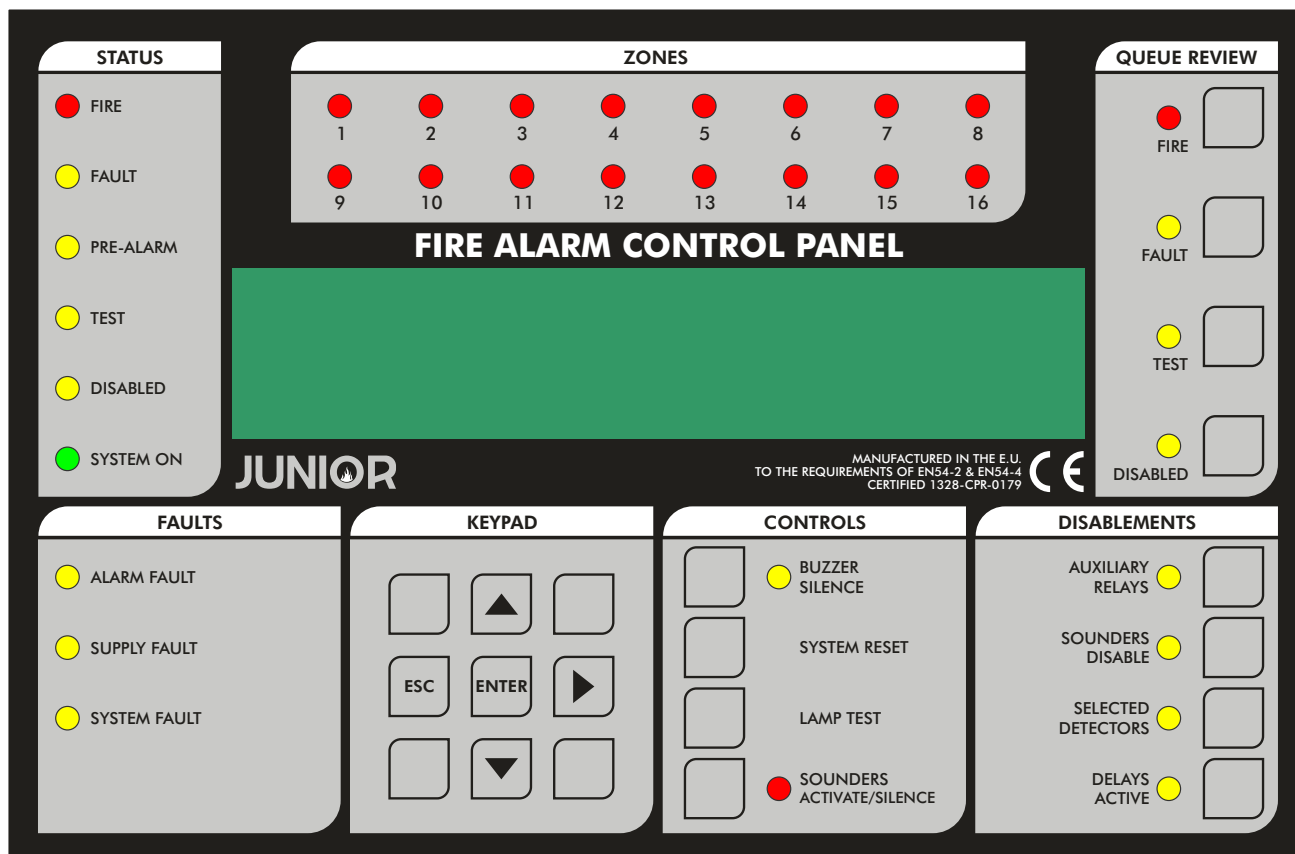 STATUS
FIRE
FAULT
PRE-ALARM
TEST
DISABLED
SYSTEM ON
ZONES
1 2 3 4 5 6 7 8
9 10 11 12 13 14 15 16
FIRE ALARM CONTROL PANEL
JUNIOR
MANUFACTURED IN THE E.U.
TO THE REQUIREMENTS OF EN54-2 & EN54-4
CERTIFIED 1328-CPR-0179
CE
QUEUE REVIEW
FIRE
FAULT
TEST
DISABLED
FAULTS
ALARM FAULT
SUPPLY FAULT
SYSTEM FAULT
KEYPAD
ESC
ENTER
CONTROLS
BUZZER
SILENCE
SYSTEM RESET
LAMP TEST
SOUNDERS
ACTIVATE/SILENCE
DISABLEMENTS
AUXILIARY
RELAYS
SOUNDERS
DISABLE
SELECTED
DETECTORS
DELAYS
ACTIVE